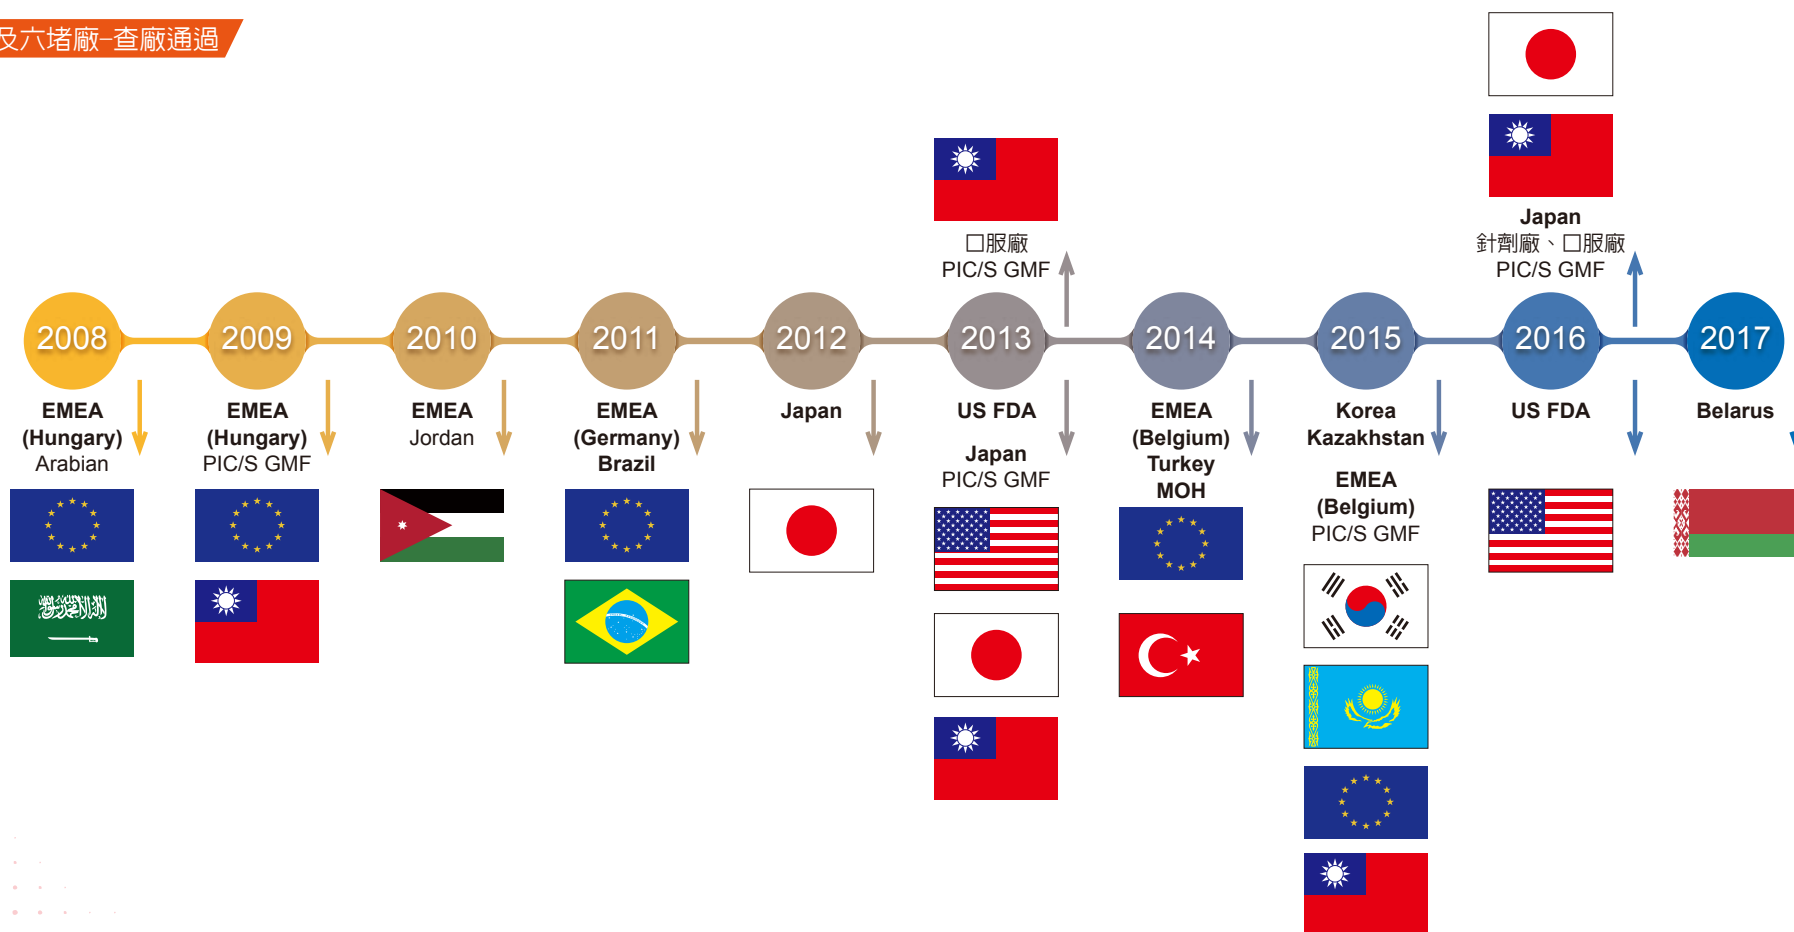 及六堵廠–查廠通過
口服廠
PIC/S GMF
Japan
針劑廠、口服廠
PIC/S GMF
2008
2009
2010
2011
2012
2013
2014
2015
2016
2017
EMEA
(Hungary)
Arabian
EMEA
(Hungary)
PIC/S GMF
EMEA
Jordan
EMEA
(Germany)
Brazil
Japan
US FDA
Japan
PIC/S GMF
EMEA
(Belgium)
Turkey
MOH
Korea
Kazakhstan
EMEA
(Belgium)
PIC/S GMF
US FDA
Belarus